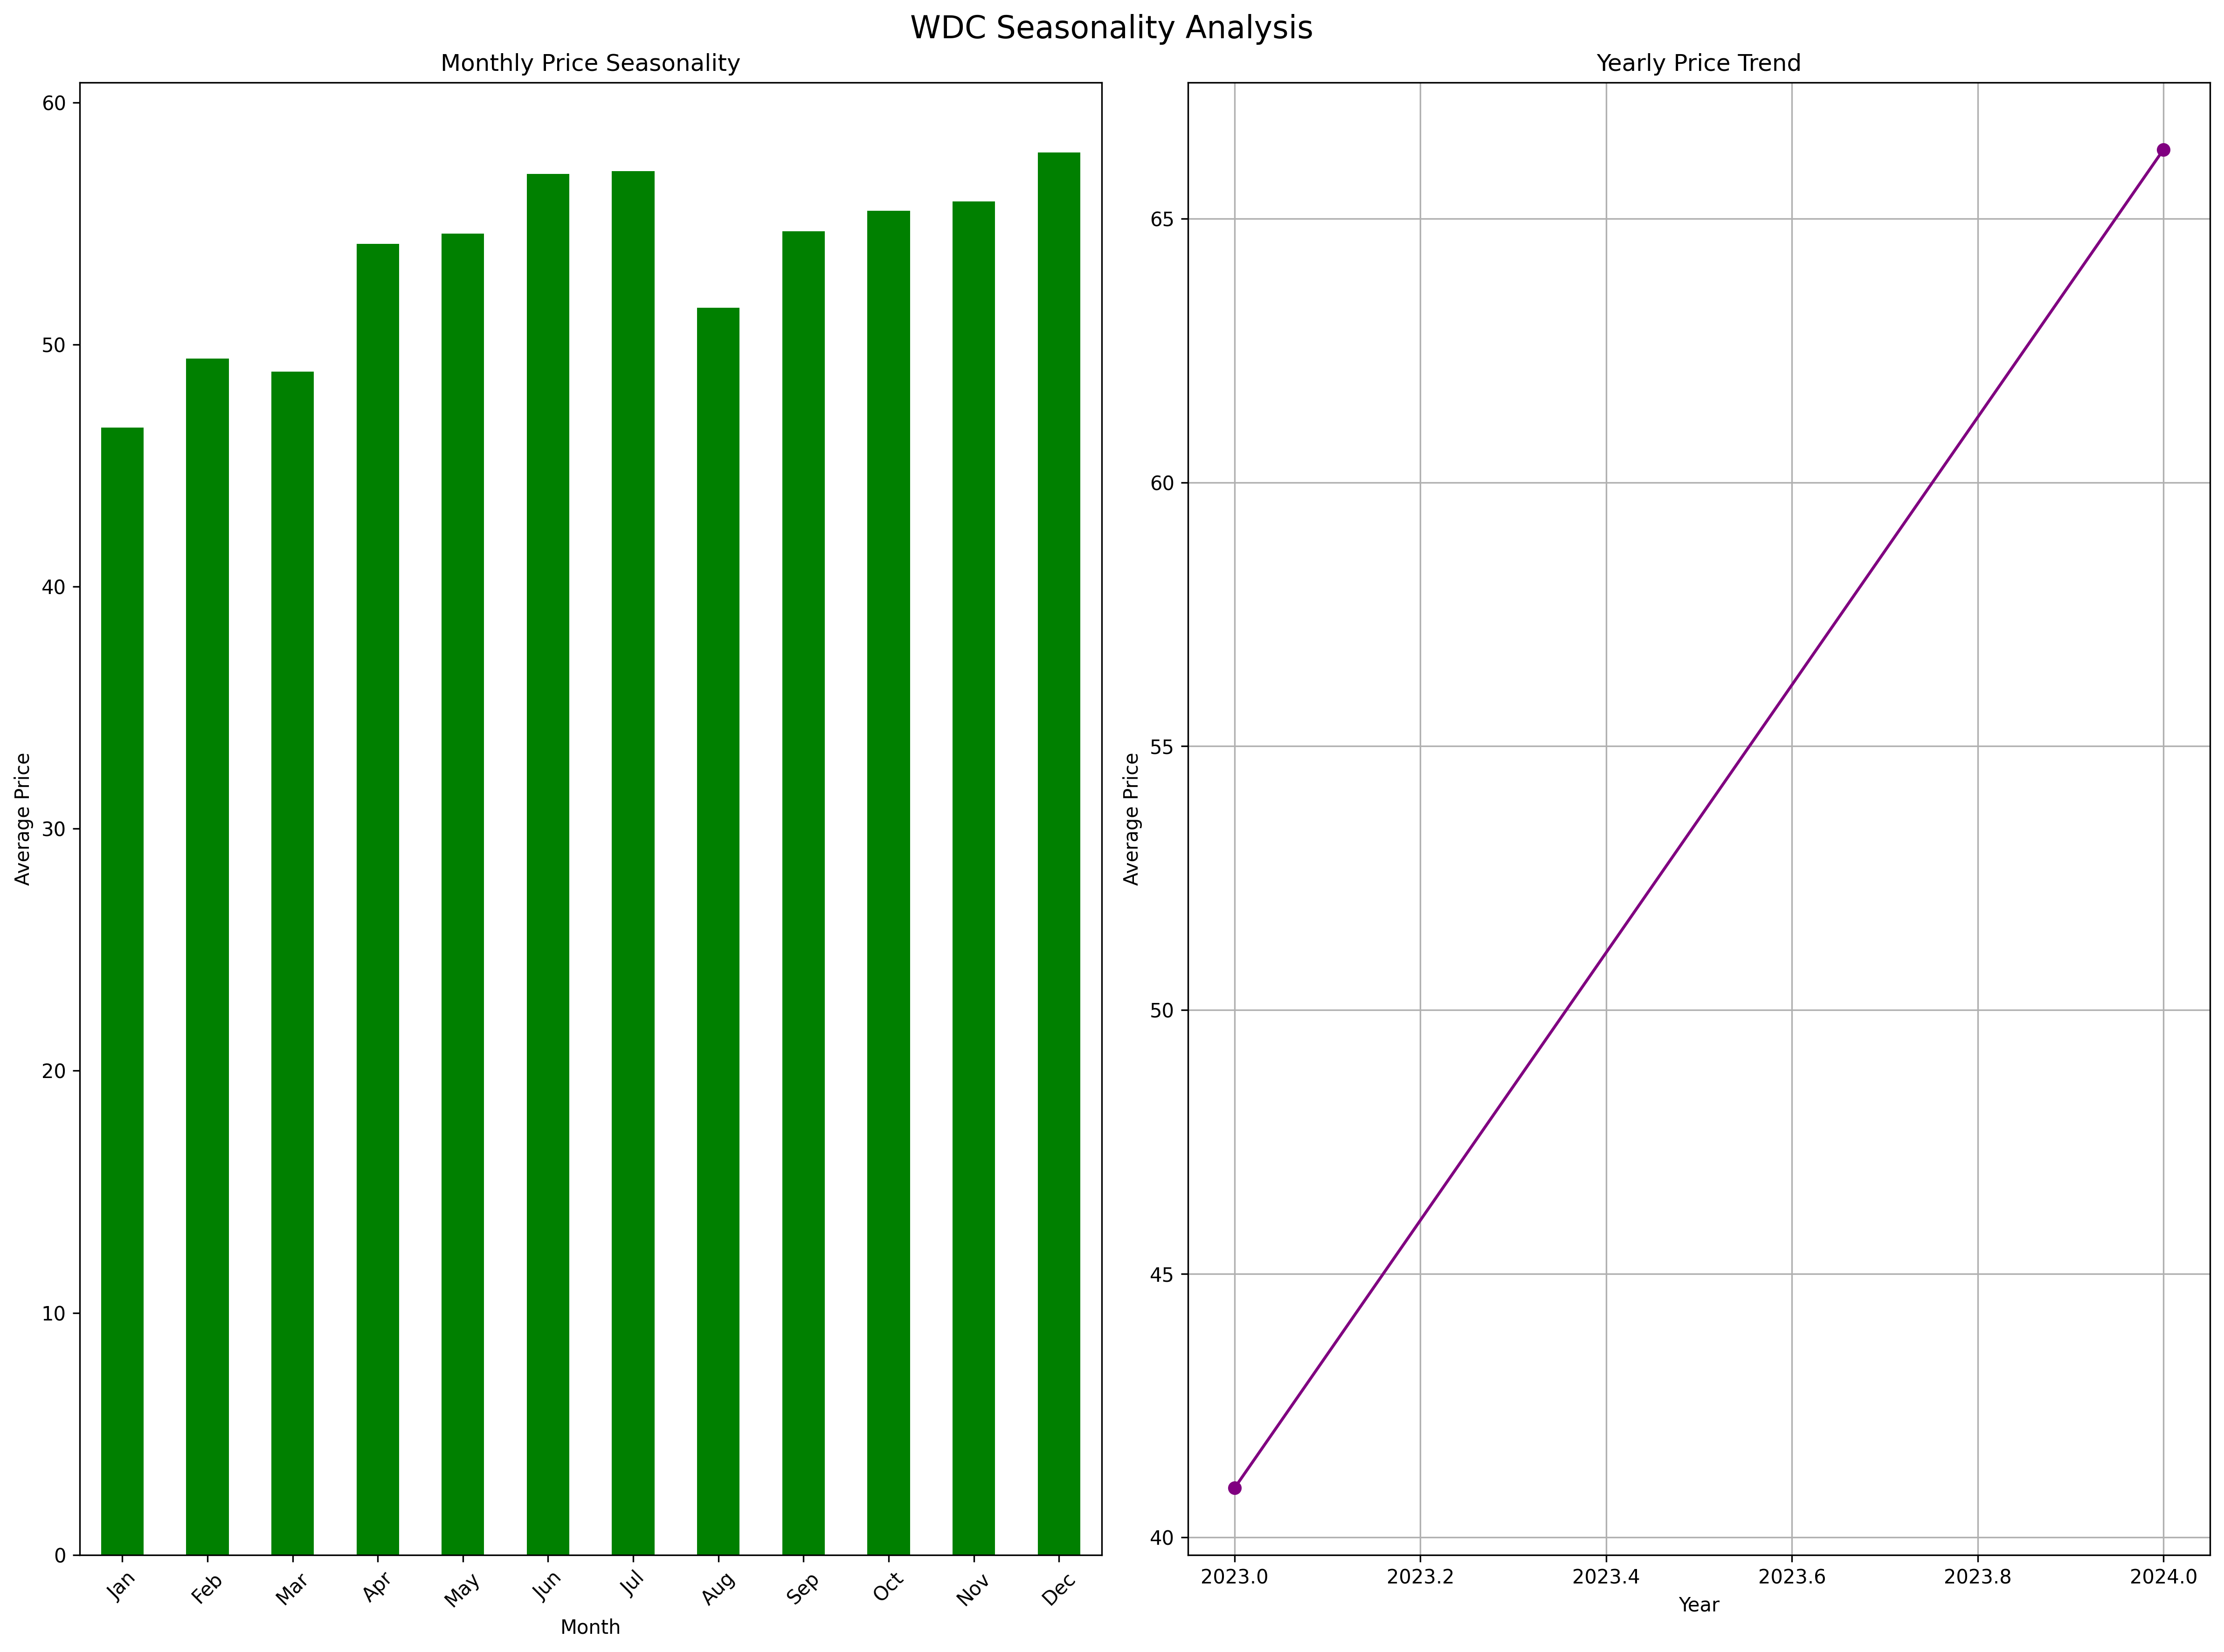 WDC Seasonality Analysis
Monthly Price Seasonality
Average Price
60
50
40
30
20
10
0
Jan
Feb
Mar
Apr
May
Jun
Jul
Aug
Sep
Oct
Nov
Dec
Month
Yearly Price Trend
Average Price
65
60
55
50
45
40
2023.0
2023.2
2023.4
2023.6
2023.8
2024.0
Year